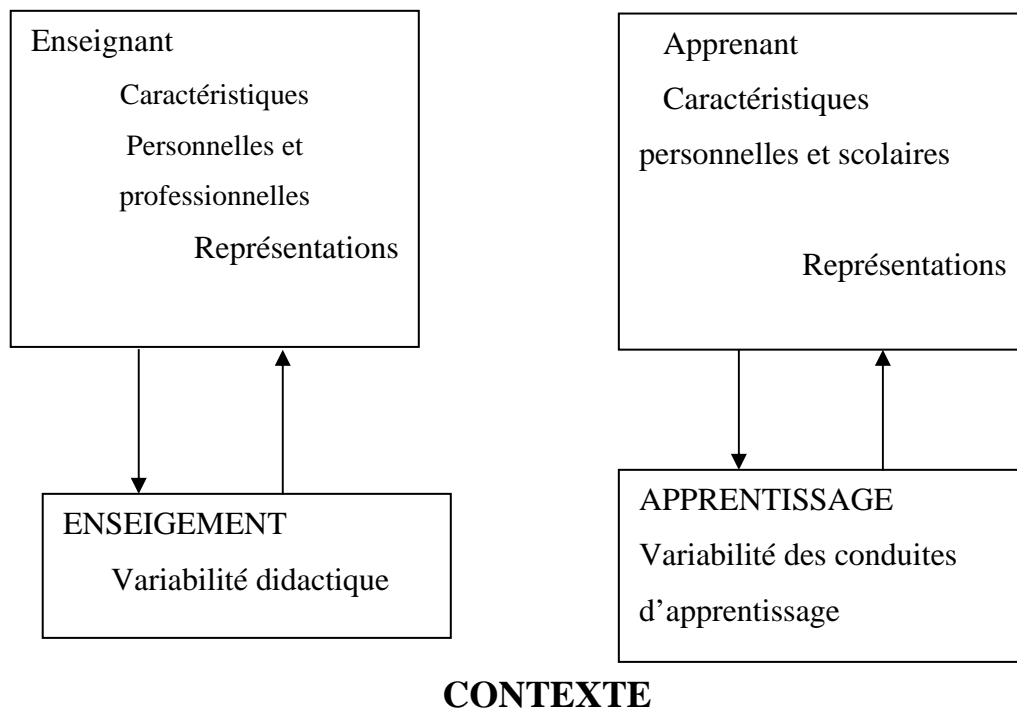 Enseignant
Caractéristiques
Personnelles et
professionnelles
Représentations
Apprenant
Caractéristiques
personnelles et scolaires
Représentations
ENSEIGEMENT
Variabilité didactique
APPRENTISSAGE
Variabilité des conduites
d’apprentissage
CONTEXTE